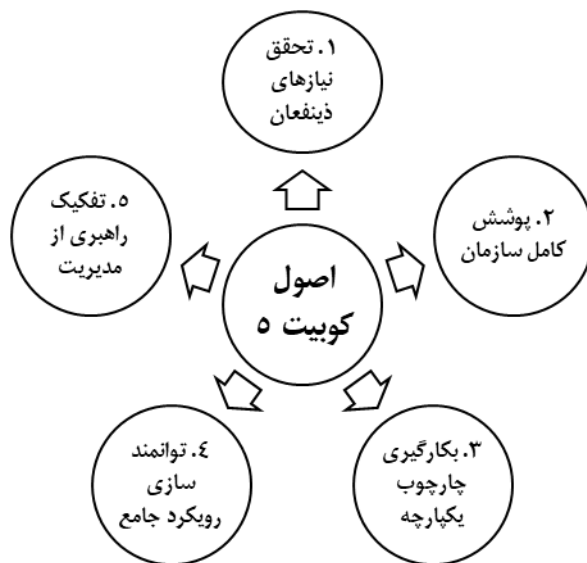 ۱. تحقق
نیازهای
ذینفعان
۲. پوشش
کامل سازمان
۳. بکارگیری
چارچوب
یکپارچه
٤. توانمند
سازی
رویکرد جامع
۵. تفکیک
راهبری از
مدیریت
اصول
کوبیت ۵